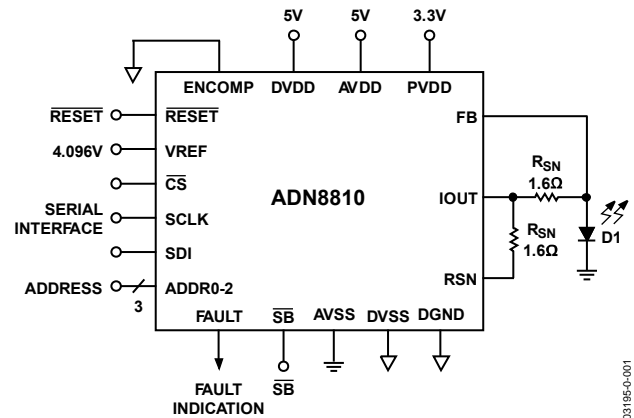 5V 5V 3.3V
ENCOMP DVDD AVDD PVDD
RESET RESET FB
4.096V VREF
CS
RSN
1.6Ω
ADN8810 IOUT
SERIAL
INTERFACE SCLK
RSN
1.6Ω
D1
SDI
RSN
ADDRESS 3 ADDR0-2
FAULT SB AVSS DVSS DGND
FAULT
INDICATION
SB
03195-0-001